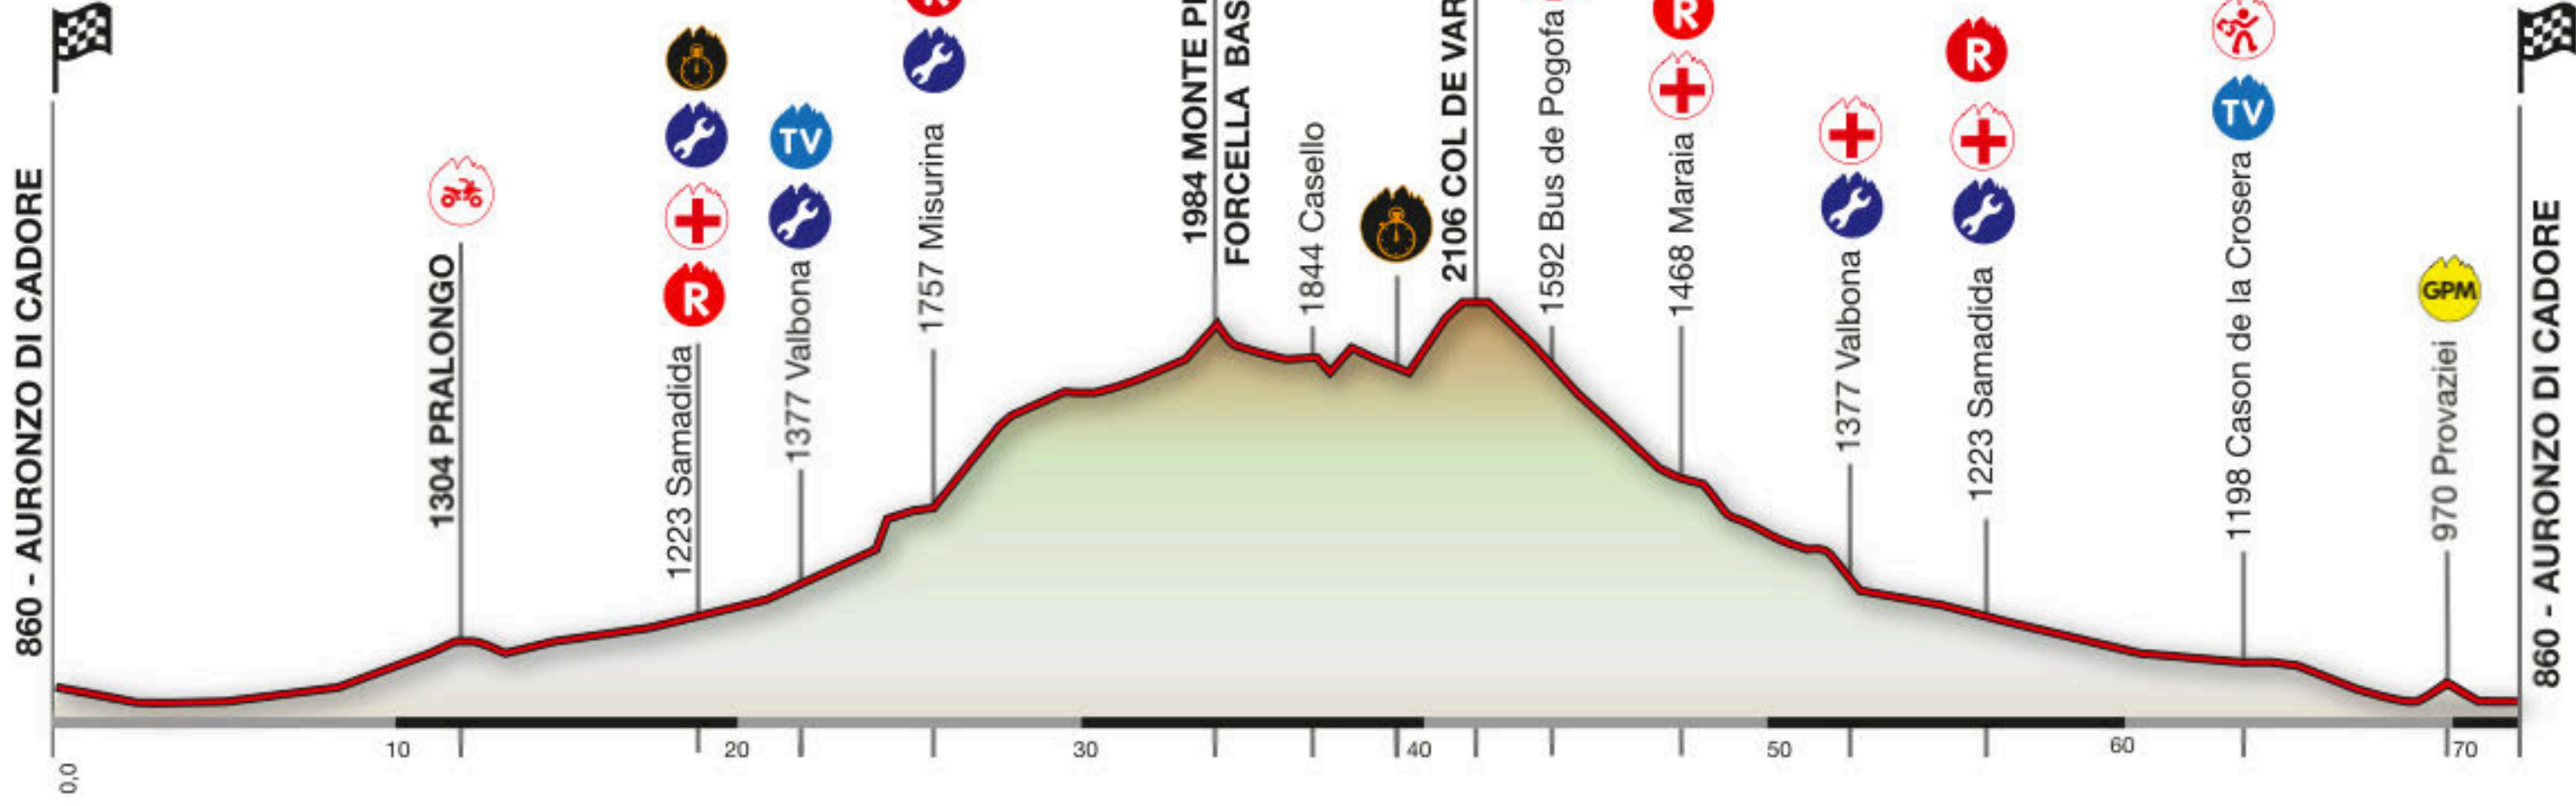 860 - AURONZO DI CADORE
1304 PRALONGO
R
1223 Samadida
TV
1377 Valbona
1757 Misurina
1984 MONTE
FORCELLA
1844 Casello
2106 COL DE
1592 Bus de Pogofa
R
1468 Maraia
1377 Valbona
R
1223 Samadida
TV
1198 Cason de la Crosera
GPM
970 Provaziei
860 - AURONZO DI CADORE
0,0
10
20
30
40
50
60
70